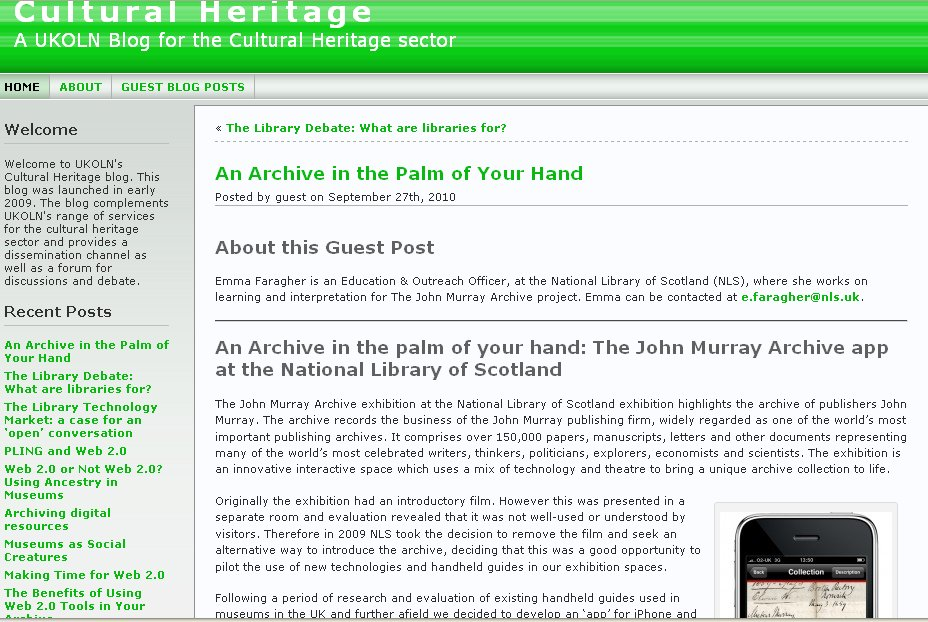 Cultural Heritage
A UKOLN Blog for the Cultural Heritage sector
HOME
ABOUT
GUEST BLOG POSTS
Welcome
Welcome to UKOLN's
Cultural Heritage blog. This
blog was launched in early
2009. The blog complements
UKOLN's range of services
for the cultural heritage
sector and provides a
dissemination channel as
well as a forum for
discussions and debate.
Recent Posts
An Archive in the Palm of
Your Hand
The Library Debate:
What are libraries for?
The Library Technology
Market: a case for an
‘open’ conversation
PLING and Web 2.0
Web 2.0 or Not Web 2.0?
Using Ancestry in
Museums
Archiving digital
resources
Museums as Social
Creatures
Making Time for Web 2.0
The Benefits of Using
Web 2.0 Tools in Your
Archive
« The Library Debate: What are libraries for?
An Archive in the Palm of Your Hand
Posted by guest on September 27th, 2010
About this Guest Post
Emma Faragher is an Education & Outreach Officer, at the National Library of Scotland (NLS), where she works on
learning and interpretation for The John Murray Archive project. Emma can be contacted at e.faragher@nls.uk.
An Archive in the palm of your hand: The John Murray Archive app
at the National Library of Scotland
The John Murray Archive exhibition at the National Library of Scotland exhibition highlights the archive of publishers John
Murray. The archive records the business of the John Murray publishing firm, widely regarded as one of the world’s most
important publishing archives. It comprises over 150,000 papers, manuscripts, letters and other documents representing
many of the world’s most celebrated writers, thinkers, politicians, explorers, economists and scientists. The exhibition is
an innovative interactive space which uses a mix of technology and theatre to bring a unique archive collection to life.
Originally the exhibition had an introductory film. However this was presented in a
separate room and evaluation revealed that it was not well-used or understood by
visitors. Therefore in 2009 NLS took the decision to remove the film and seek an
alternative way to introduce the archive, deciding that this was a good opportunity to
pilot the use of new technologies and handheld guides in our exhibition spaces.
Following a period of research and evaluation of existing handheld guides used in
museums in the UK and further afield we decided to develop an ‘app’ for iPhone and
O2-UK 3G
13:50
Back
Collection
Description